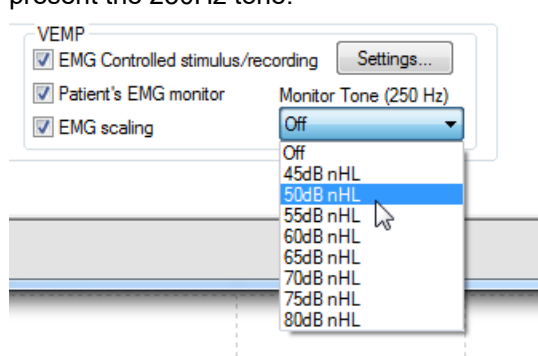 present the 250Hz tone.
VEMP
EMG Controlled stimulus/recording Settings...
Patient's EMG monitor Monitor Tone (250 Hz)
EMG scaling Off
Off
45dB nHL
50dB nHL
55dB nHL
60dB nHL
65dB nHL
70dB nHL
75dB nHL
80dB nHL